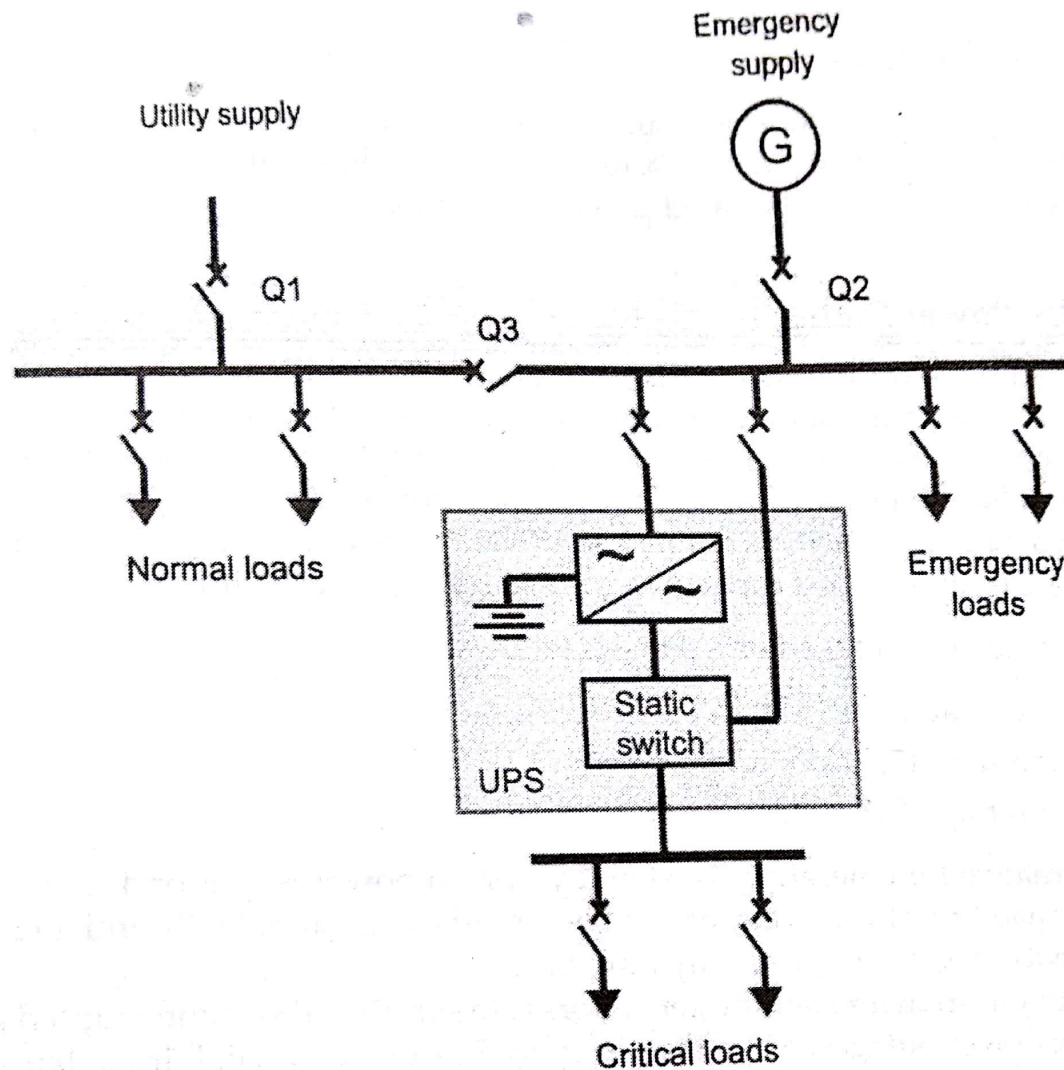 Emergency
supply
Utility supply
G
Q1
Q2
Q3
Normal loads
Emergency
loads
Static
switch
UPS
Critical loads